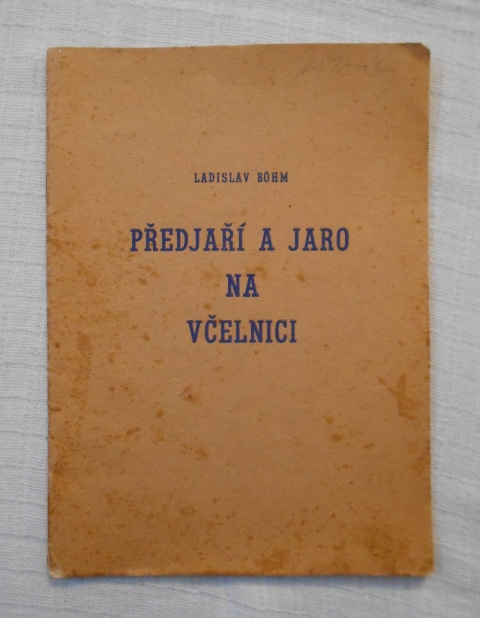 LADISLAV BÖHM
PŘEDJAŘÍ A JARO
NA
VČELNICI